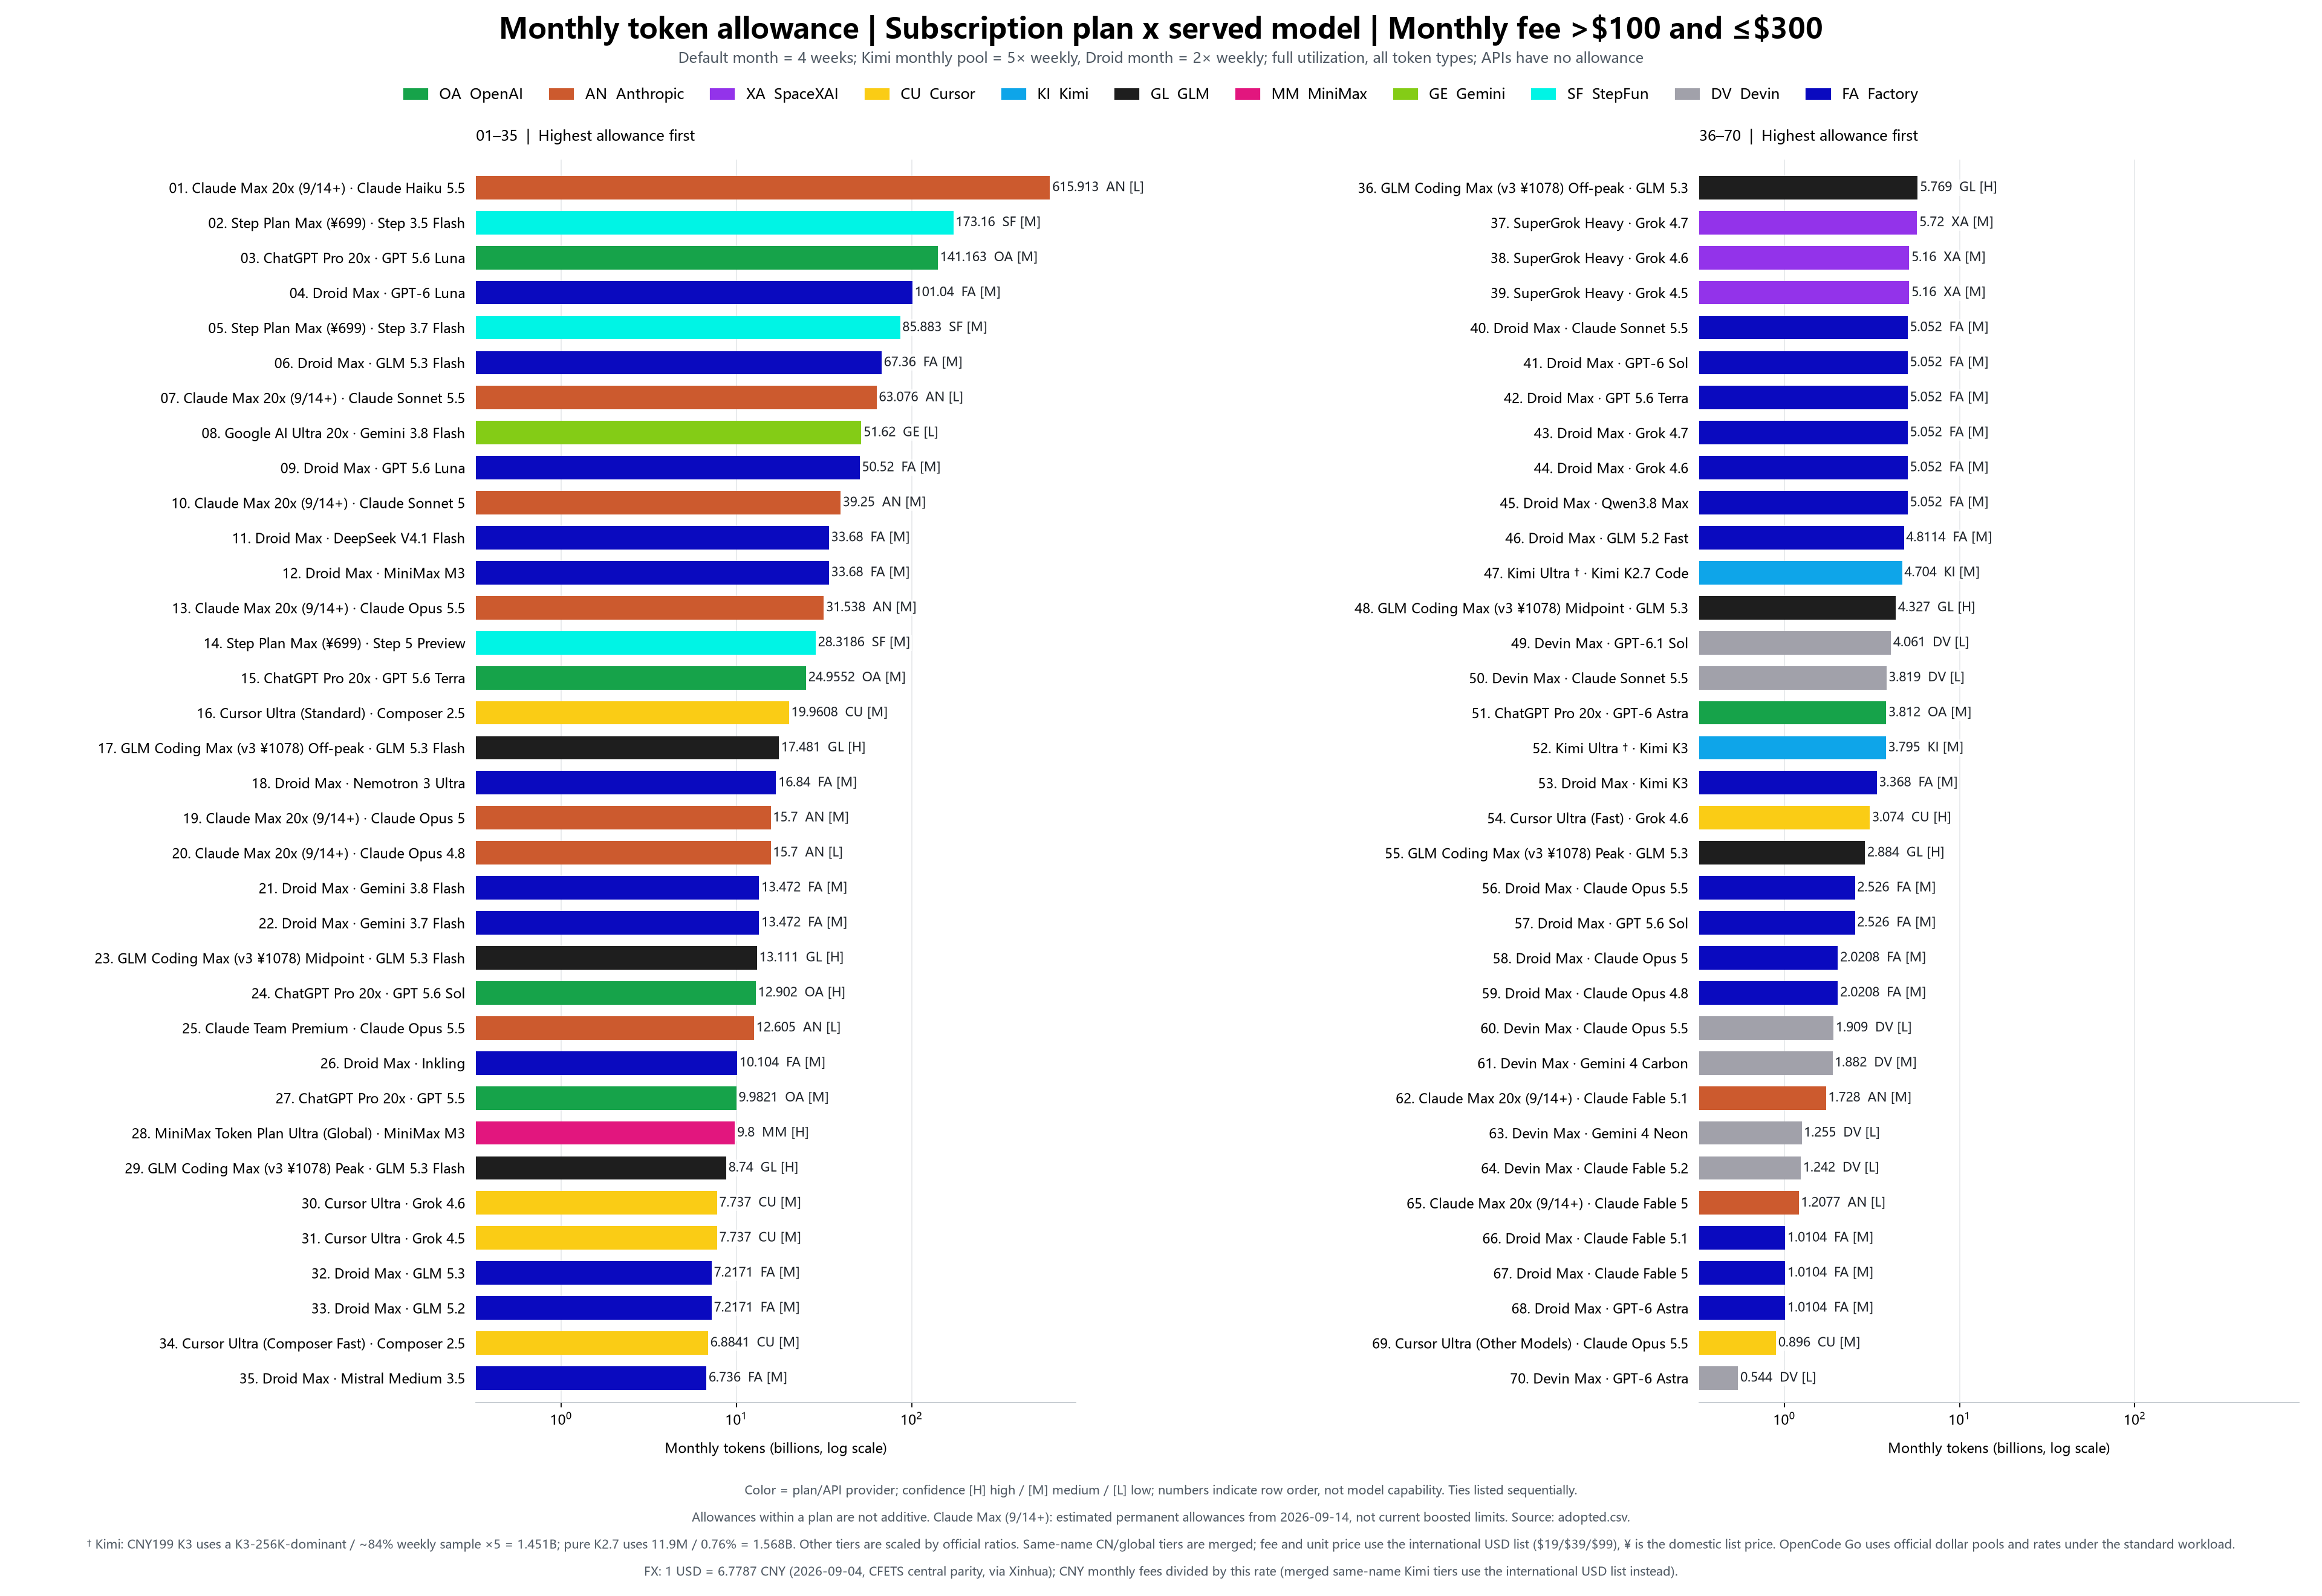 Monthly token allowance | Subscription plan x served model | Monthly fee >$100 and ≤$300
Default month = 4 weeks; Kimi monthly pool = 5× weekly, Droid month = 2× weekly; full utilization, all token types; APIs have no allowance
OA OpenAI AN Anthropic XA SpaceXAI CU Cursor KI Kimi GL GLM MM MiniMax GE Gemini SF StepFun DV Devin FA Factory
01–35 | Highest allowance first
01. Claude Max 20x (9/14+) · Claude Haiku 5.5 615.913 AN [L]
02. Step Plan Max (¥699) · Step 3.5 Flash 173.16 SF [M]
03. ChatGPT Pro 20x · GPT 5.6 Luna 141.163 OA [M]
04. Droid Max · GPT-6 Luna 101.04 FA [M]
05. Step Plan Max (¥699) · Step 3.7 Flash 85.883 SF [M]
06. Droid Max · GLM 5.3 Flash 67.36 FA [M]
07. Claude Max 20x (9/14+) · Claude Sonnet 5.5 63.076 AN [L]
08. Google AI Ultra 20x · Gemini 3.8 Flash 51.62 GE [L]
09. Droid Max · GPT 5.6 Luna 50.52 FA [M]
10. Claude Max 20x (9/14+) · Claude Sonnet 5 39.25 AN [M]
11. Droid Max · DeepSeek V4.1 Flash 33.68 FA [M]
12. Droid Max · MiniMax M3 33.68 FA [M]
13. Claude Max 20x (9/14+) · Claude Opus 5.5 31.538 AN [M]
14. Step Plan Max (¥699) · Step 5 Preview 28.3186 SF [M]
15. ChatGPT Pro 20x · GPT 5.6 Terra 24.9552 OA [M]
16. Cursor Ultra (Standard) · Composer 2.5 19.9608 CU [M]
17. GLM Coding Max (v3 ¥1078) Off-peak · GLM 5.3 Flash 17.481 GL [H]
18. Droid Max · Nemotron 3 Ultra 16.84 FA [M]
19. Claude Max 20x (9/14+) · Claude Opus 5 15.7 AN [M]
20. Claude Max 20x (9/14+) · Claude Opus 4.8 15.7 AN [L]
21. Droid Max · Gemini 3.8 Flash 13.472 FA [M]
22. Droid Max · Gemini 3.7 Flash 13.472 FA [M]
23. GLM Coding Max (v3 ¥1078) Midpoint · GLM 5.3 Flash 13.111 GL [H]
24. ChatGPT Pro 20x · GPT 5.6 Sol 12.902 OA [H]
25. Claude Team Premium · Claude Opus 5.5 12.605 AN [L]
26. Droid Max · Inkling 10.104 FA [M]
27. ChatGPT Pro 20x · GPT 5.5 9.9821 OA [M]
28. MiniMax Token Plan Ultra (Global) · MiniMax M3 9.8 MM [H]
29. GLM Coding Max (v3 ¥1078) Peak · GLM 5.3 Flash 8.74 GL [H]
30. Cursor Ultra · Grok 4.6 7.737 CU [M]
31. Cursor Ultra · Grok 4.5 7.737 CU [M]
32. Droid Max · GLM 5.3 7.2171 FA [M]
33. Droid Max · GLM 5.2 7.2171 FA [M]
34. Cursor Ultra (Composer Fast) · Composer 2.5 6.8841 CU [M]
35. Droid Max · Mistral Medium 3.5 6.736 FA [M]
10⁰ 10¹ 10²
Monthly tokens (billions, log scale)
36–70 | Highest allowance first
36. GLM Coding Max (v3 ¥1078) Off-peak · GLM 5.3 5.769 GL [H]
37. SuperGrok Heavy · Grok 4.7 5.72 XA [M]
38. SuperGrok Heavy · Grok 4.6 5.16 XA [M]
39. SuperGrok Heavy · Grok 4.5 5.16 XA [M]
40. Droid Max · Claude Sonnet 5.5 5.052 FA [M]
41. Droid Max · GPT-6 Sol 5.052 FA [M]
42. Droid Max · GPT 5.6 Terra 5.052 FA [M]
43. Droid Max · Grok 4.7 5.052 FA [M]
44. Droid Max · Grok 4.6 5.052 FA [M]
45. Droid Max · Qwen3.8 Max 5.052 FA [M]
46. Droid Max · GLM 5.2 Fast 4.8114 FA [M]
47. Kimi Ultra † · Kimi K2.7 Code 4.704 KI [M]
48. GLM Coding Max (v3 ¥1078) Midpoint · GLM 5.3 4.327 GL [H]
49. Devin Max · GPT-6.1 Sol 4.061 DV [L]
50. Devin Max · Claude Sonnet 5.5 3.819 DV [L]
51. ChatGPT Pro 20x · GPT-6 Astra 3.812 OA [M]
52. Kimi Ultra † · Kimi K3 3.795 KI [M]
53. Droid Max · Kimi K3 3.368 FA [M]
54. Cursor Ultra (Fast) · Grok 4.6 3.074 CU [H]
55. GLM Coding Max (v3 ¥1078) Peak · GLM 5.3 2.884 GL [H]
56. Droid Max · Claude Opus 5.5 2.526 FA [M]
57. Droid Max · GPT 5.6 Sol 2.526 FA [M]
58. Droid Max · Claude Opus 5 2.0208 FA [M]
59. Droid Max · Claude Opus 4.8 2.0208 FA [M]
60. Devin Max · Claude Opus 5.5 1.909 DV [L]
61. Devin Max · Gemini 4 Carbon 1.882 DV [M]
62. Claude Max 20x (9/14+) · Claude Fable 5.1 1.728 AN [M]
63. Devin Max · Gemini 4 Neon 1.255 DV [L]
64. Devin Max · Claude Fable 5.2 1.242 DV [L]
65. Claude Max 20x (9/14+) · Claude Fable 5 1.2077 AN [L]
66. Droid Max · Claude Fable 5.1 1.0104 FA [M]
67. Droid Max · Claude Fable 5 1.0104 FA [M]
68. Droid Max · GPT-6 Astra 1.0104 FA [M]
69. Cursor Ultra (Other Models) · Claude Opus 5.5 0.896 CU [M]
70. Devin Max · GPT-6 Astra 0.544 DV [L]
10⁰ 10¹ 10²
Monthly tokens (billions, log scale)
Color = plan/API provider; confidence [H] high / [M] medium / [L] low; numbers indicate row order, not model capability. Ties listed sequentially.
Allowances within a plan are not additive. Claude Max (9/14+): estimated permanent allowances from 2026-09-14, not current boosted limits. Source: adopted.csv.
† Kimi: CNY199 K3 uses a K3-256K-dominant / ~84% weekly sample ×5 = 1.451B; pure K2.7 uses 11.9M / 0.76% = 1.568B. Other tiers are scaled by official ratios. Same-name CN/global tiers are merged; fee and unit price use the international USD list ($19/$39/$99), ¥ is the domestic list price. OpenCode Go uses official dollar pools and rates under the standard workload.
FX: 1 USD = 6.7787 CNY (2026-09-04, CFETS central parity, via Xinhua); CNY monthly fees divided by this rate (merged same-name Kimi tiers use the international USD list instead).